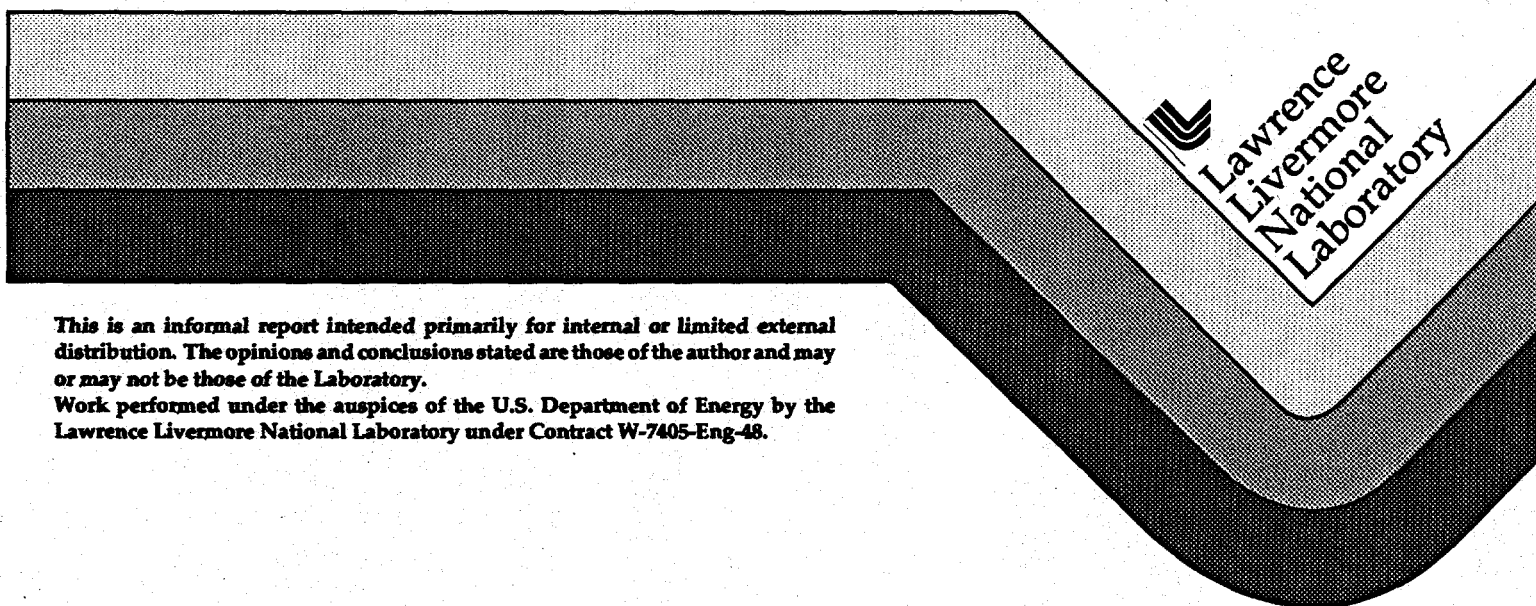 Lawrence
Livermore
National
Laboratory
This is an informal report intended primarily for internal or limited external
distribution. The opinions and conclusions stated are those of the author and may
or may not be those of the Laboratory.
Work performed under the auspices of the U.S. Department of Energy by the
Lawrence Livermore National Laboratory under Contract W-7405-Eng-48.